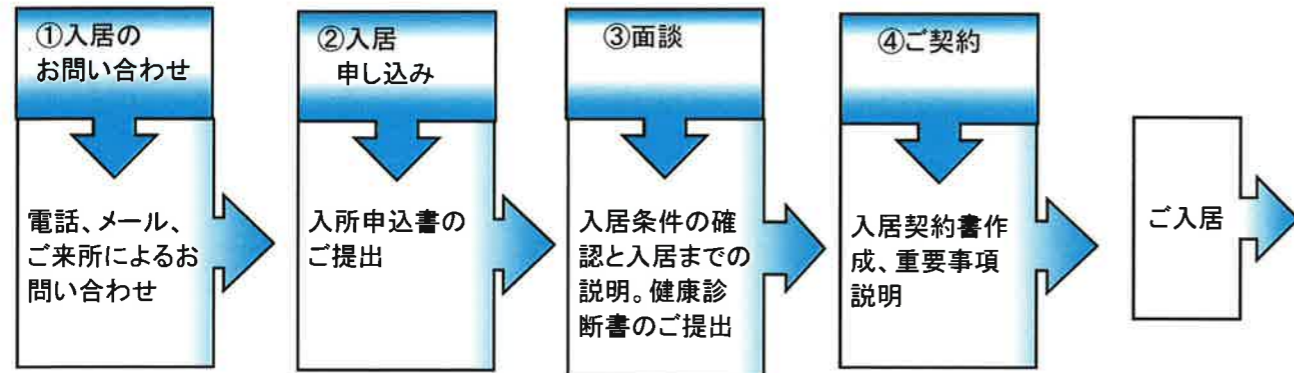 ①入居の
お問い合わせ
電話、メール、
ご来所によるお
問い合わせ
②入居
申し込み
入所申込書の
ご提出
③面談
入居条件の確
認と入居までの
説明。健康診
断書のご提出
④ご契約
入居契約書作
成、重要事項
説明
ご入居